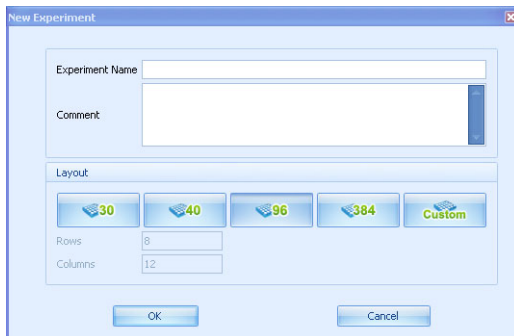 New Experiment
Experiment Name
Comment
Layout
30 40 96 384 Custom
Rows 8
Columns 12
OK Cancel